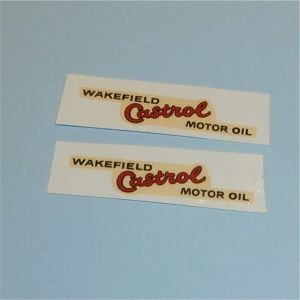 WAKEFIELD
Castrol
MOTOR OIL
WAKEFIELD
Castrol
MOTOR OIL